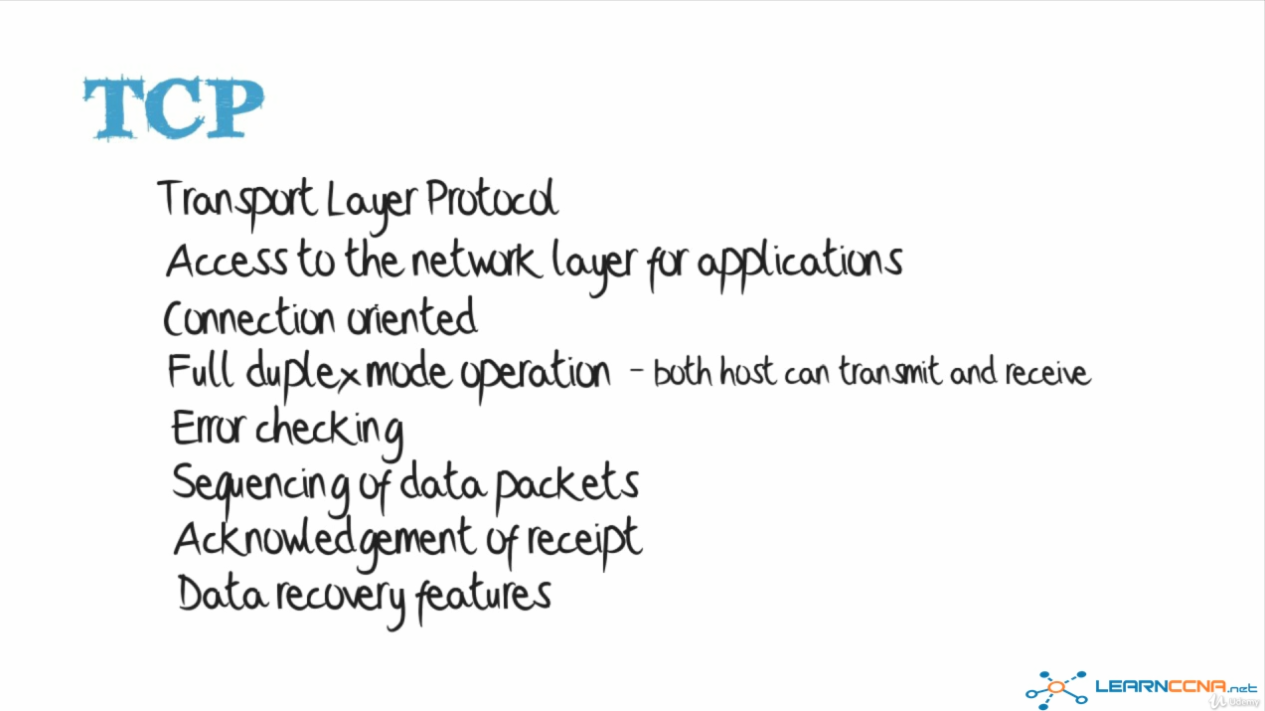 TCP
Transport Layer Protocol
Access to the network layer for applications
Connection oriented
Full duplex mode operation - both host can transmit and receive
Error checking
Sequencing of data packets
Acknowledgement of receipt
Data recovery features
LEARNCCNA.net
Udemy